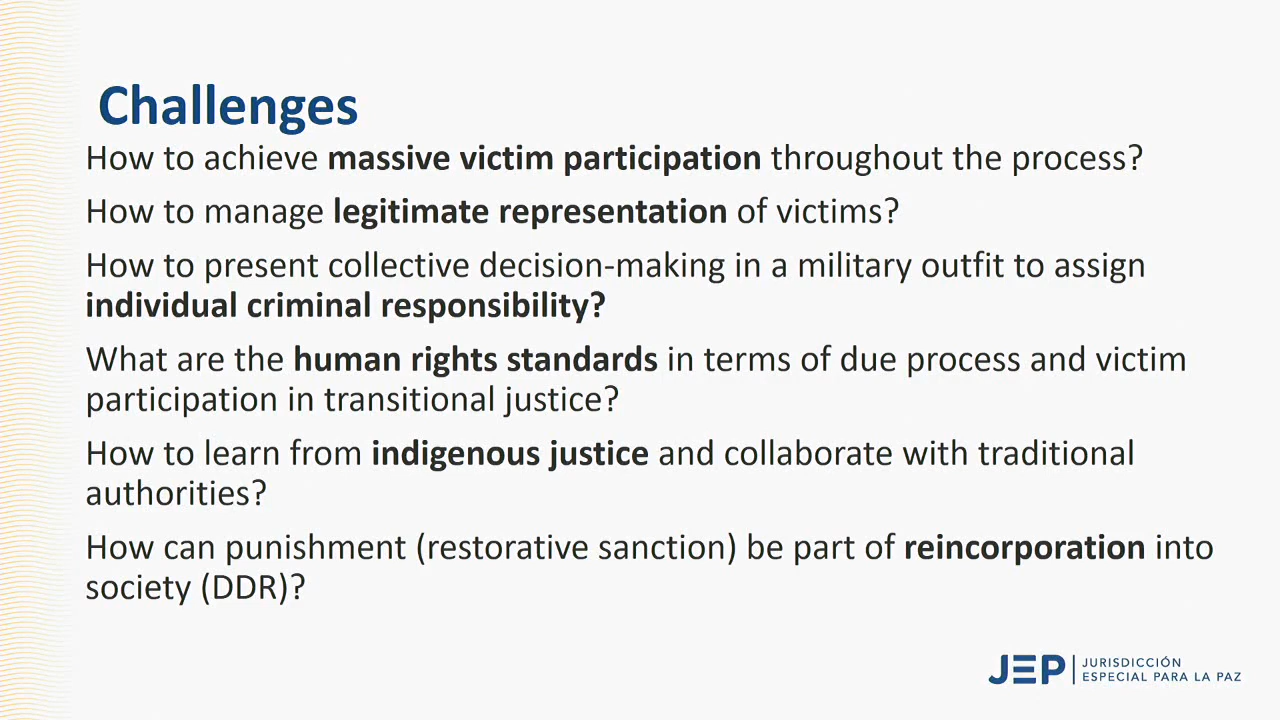 Challenges
How to achieve massive victim participation throughout the process?
How to manage legitimate representation of victims?
How to present collective decision-making in a military outfit to assign
individual criminal responsibility?
What are the human rights standards in terms of due process and victim
participation in transitional justice?
How to learn from indigenous justice and collaborate with traditional
authorities?
How can punishment (restorative sanction) be part of reincorporation into
society (DDR)?
JEP
JURISDICCIÓN
ESPECIAL PARA LA PAZ